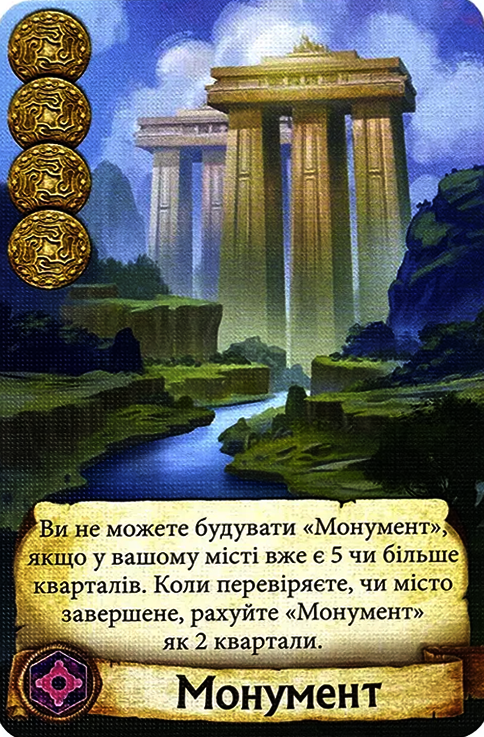 Ви не можете будувати «Монумент»,
якщо у вашому місті вже є 5 чи більше
кварталів. Коли перевіряєте, чи місто
завершене, рахуйте «Монумент»
як 2 квартали.
Монумент